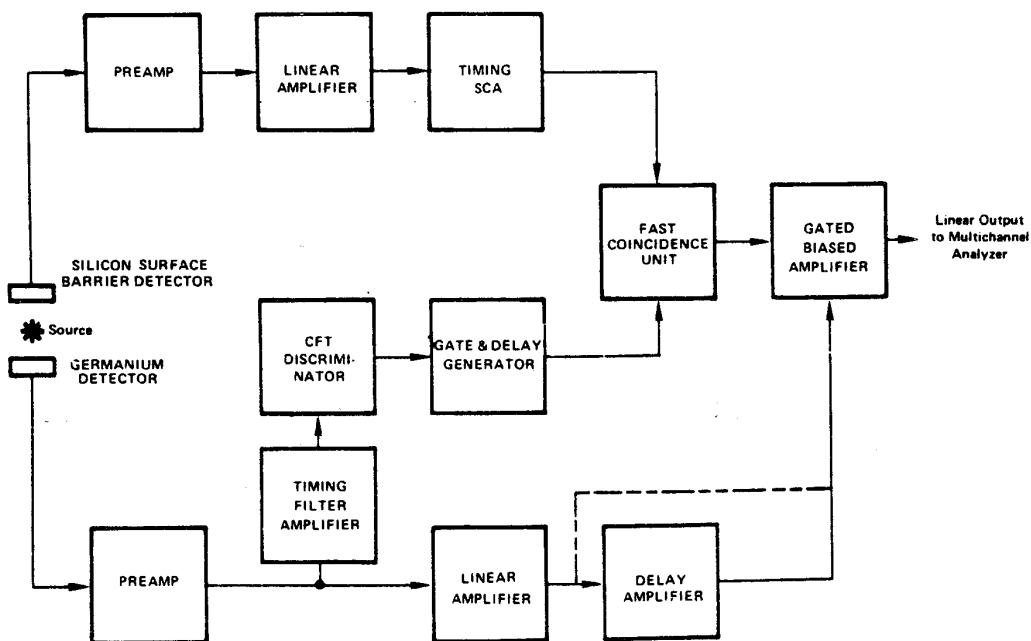 PREAMP
LINEAR
AMPLIFIER
TIMING
SCA
FAST
COINCIDENCE
UNIT
GATED
BIASED
AMPLIFIER
Linear Output
to Multichannel
Analyzer
SILICON SURFACE
BARRIER DETECTOR
Source
GERMANIUM
DETECTOR
CFT
DISCRIMI-
NATOR
GATE & DELAY
GENERATOR
TIMING
FILTER
AMPLIFIER
PREAMP
LINEAR
AMPLIFIER
DELAY
AMPLIFIER